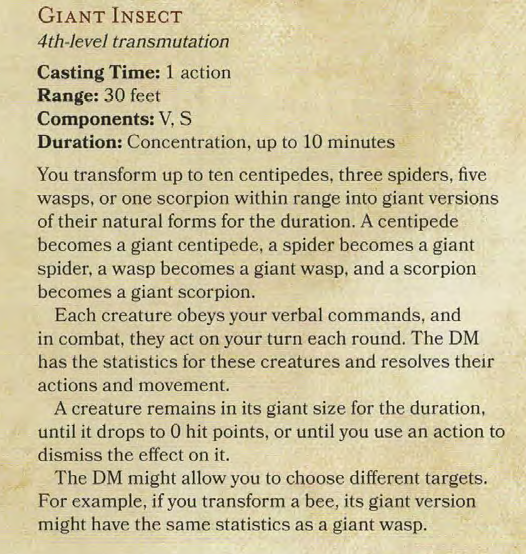 GIANT INSECT
4th-level transmutation
Casting Time: 1 action
Range: 30 feet
Components: V, S
Duration: Concentration, up to 10 minutes
You transform up to ten centipedes, three spiders, five
wasps, or one scorpion within range into giant versions
of their natural forms for the duration. A centipede
becomes a giant centipede, a spider becomes a giant
spider, a wasp becomes a giant wasp, and a scorpion
becomes a giant scorpion.
Each creature obeys your verbal commands, and
in combat, they act on your turn each round. The DM
has the statistics for these creatures and resolves their
actions and movement.
A creature remains in its giant size for the duration,
until it drops to 0 hit points, or until you use an action to
dismiss the effect on it.
The DM might allow you to choose different targets.
For example, if you transform a bee, its giant version
might have the same statistics as a giant wasp.